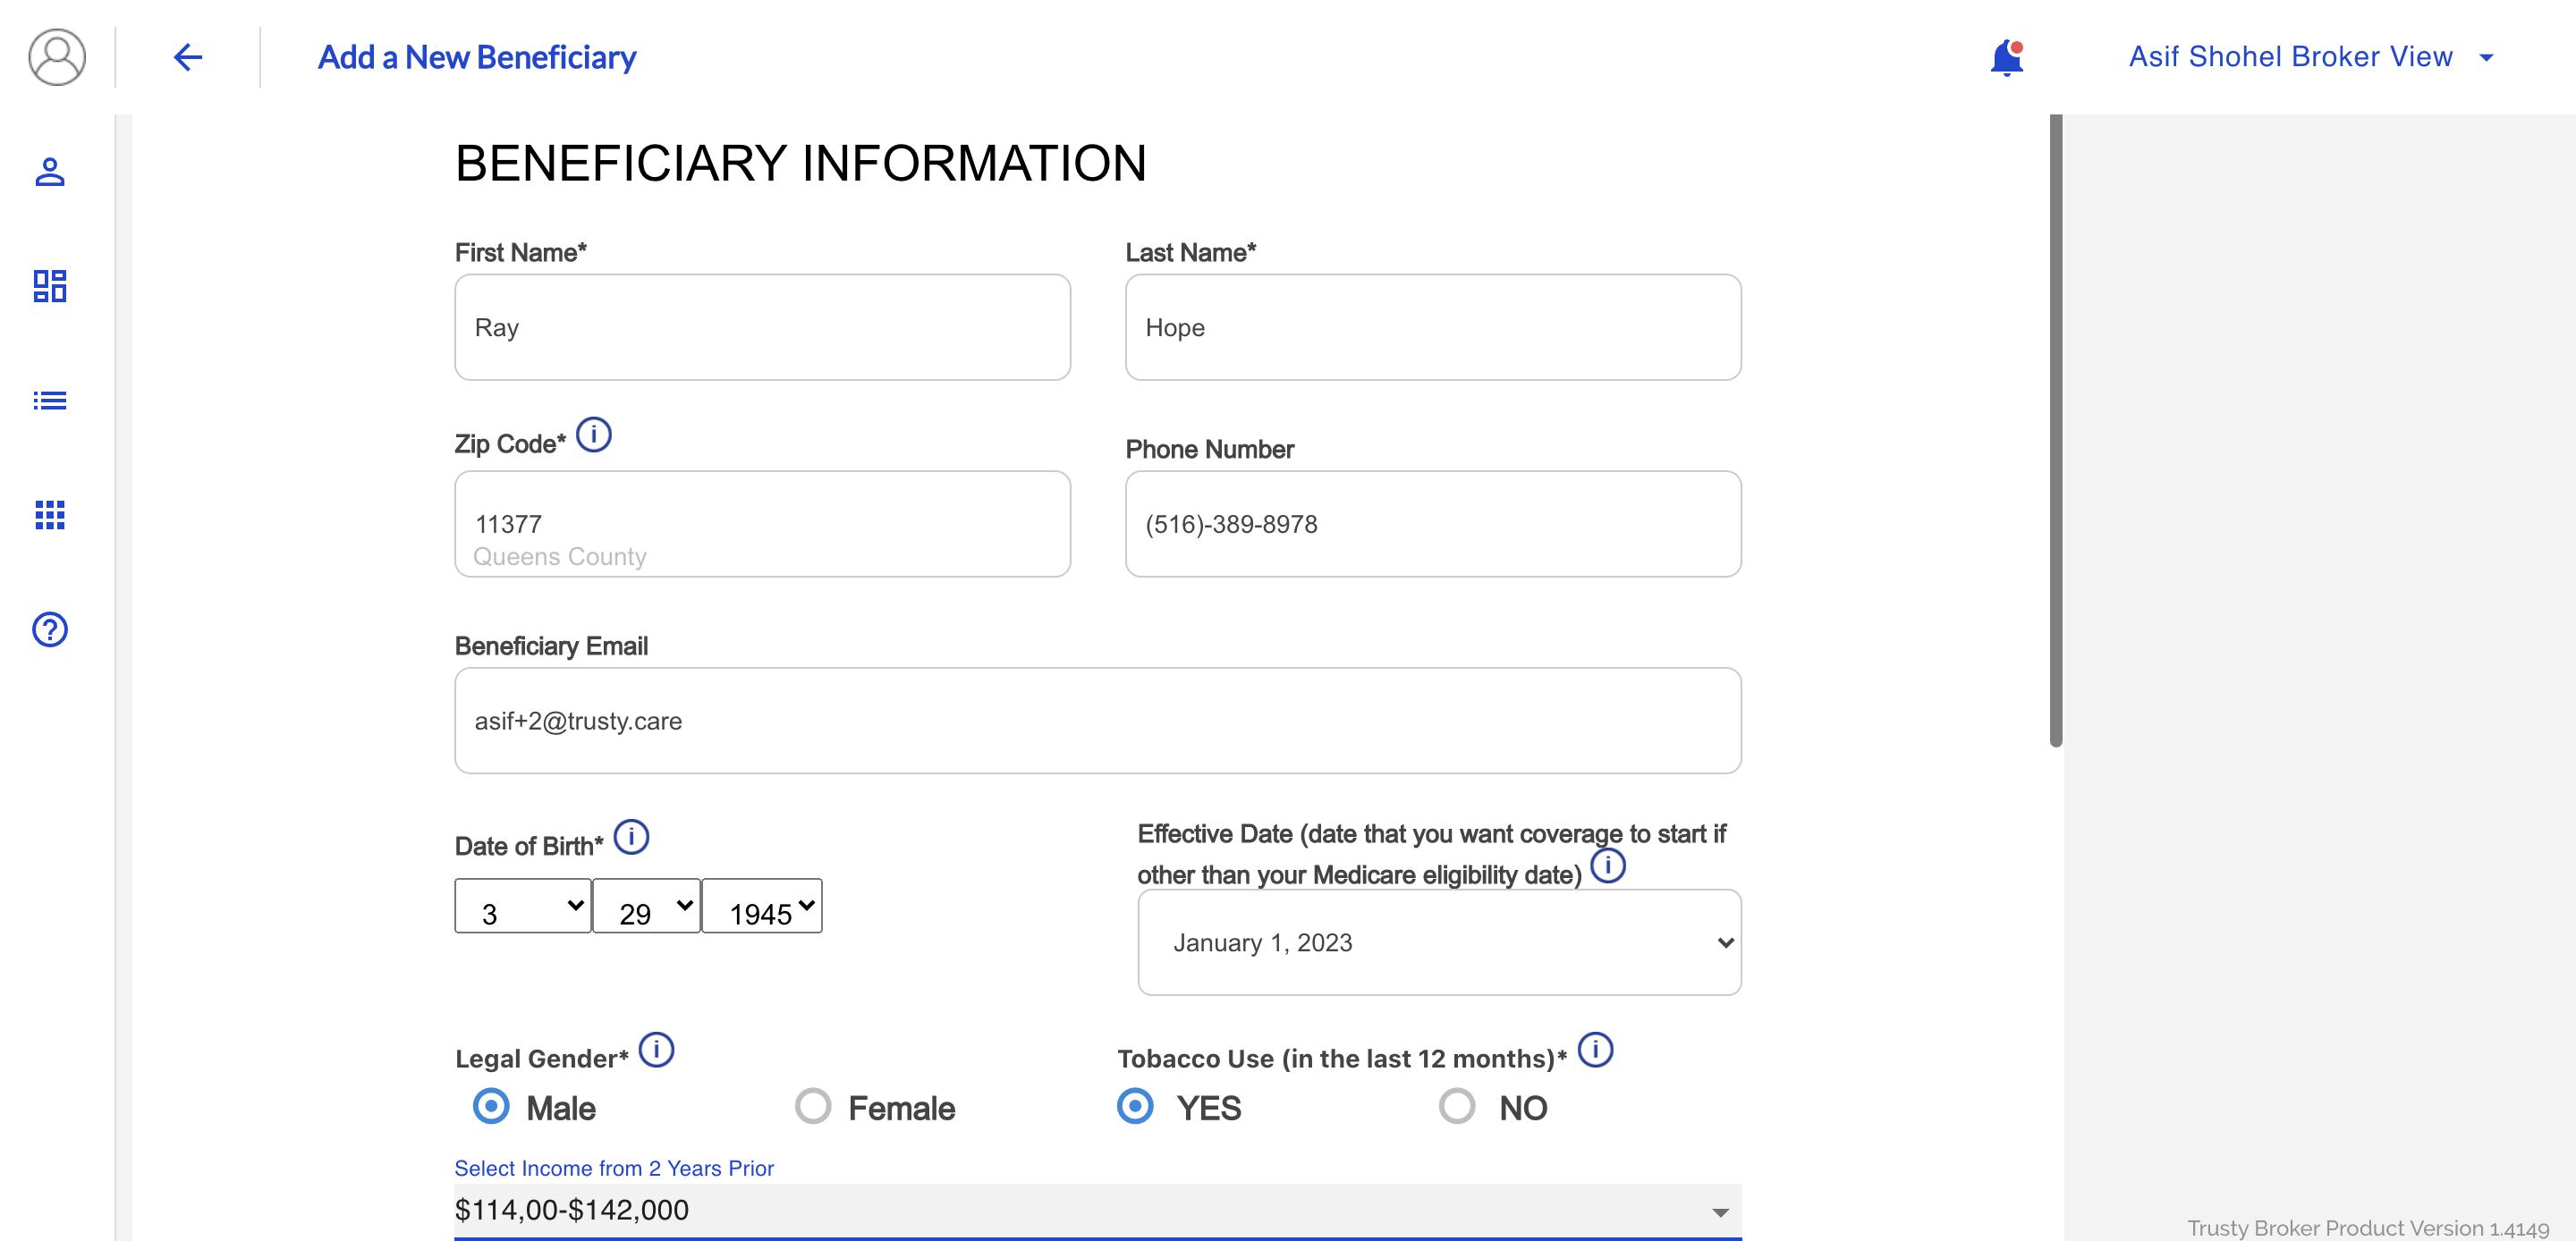 Add a New Beneficiary
Asif Shohel Broker View
BENEFICIARY INFORMATION
First Name*
Last Name*
Ray
Hope
Zip Code*
Phone Number
11377
Queens County
(516)-389-8978
Beneficiary Email
asif+2@trusty.care
Date of Birth*
Effective Date (date that you want coverage to start if
other than your Medicare eligibility date)
3 29 1945
January 1, 2023
Legal Gender*
Tobacco Use (in the last 12 months)*
Male Female
YES NO
Select Income from 2 Years Prior
$114,00-$142,000
Trusty Broker Product Version 1.4149